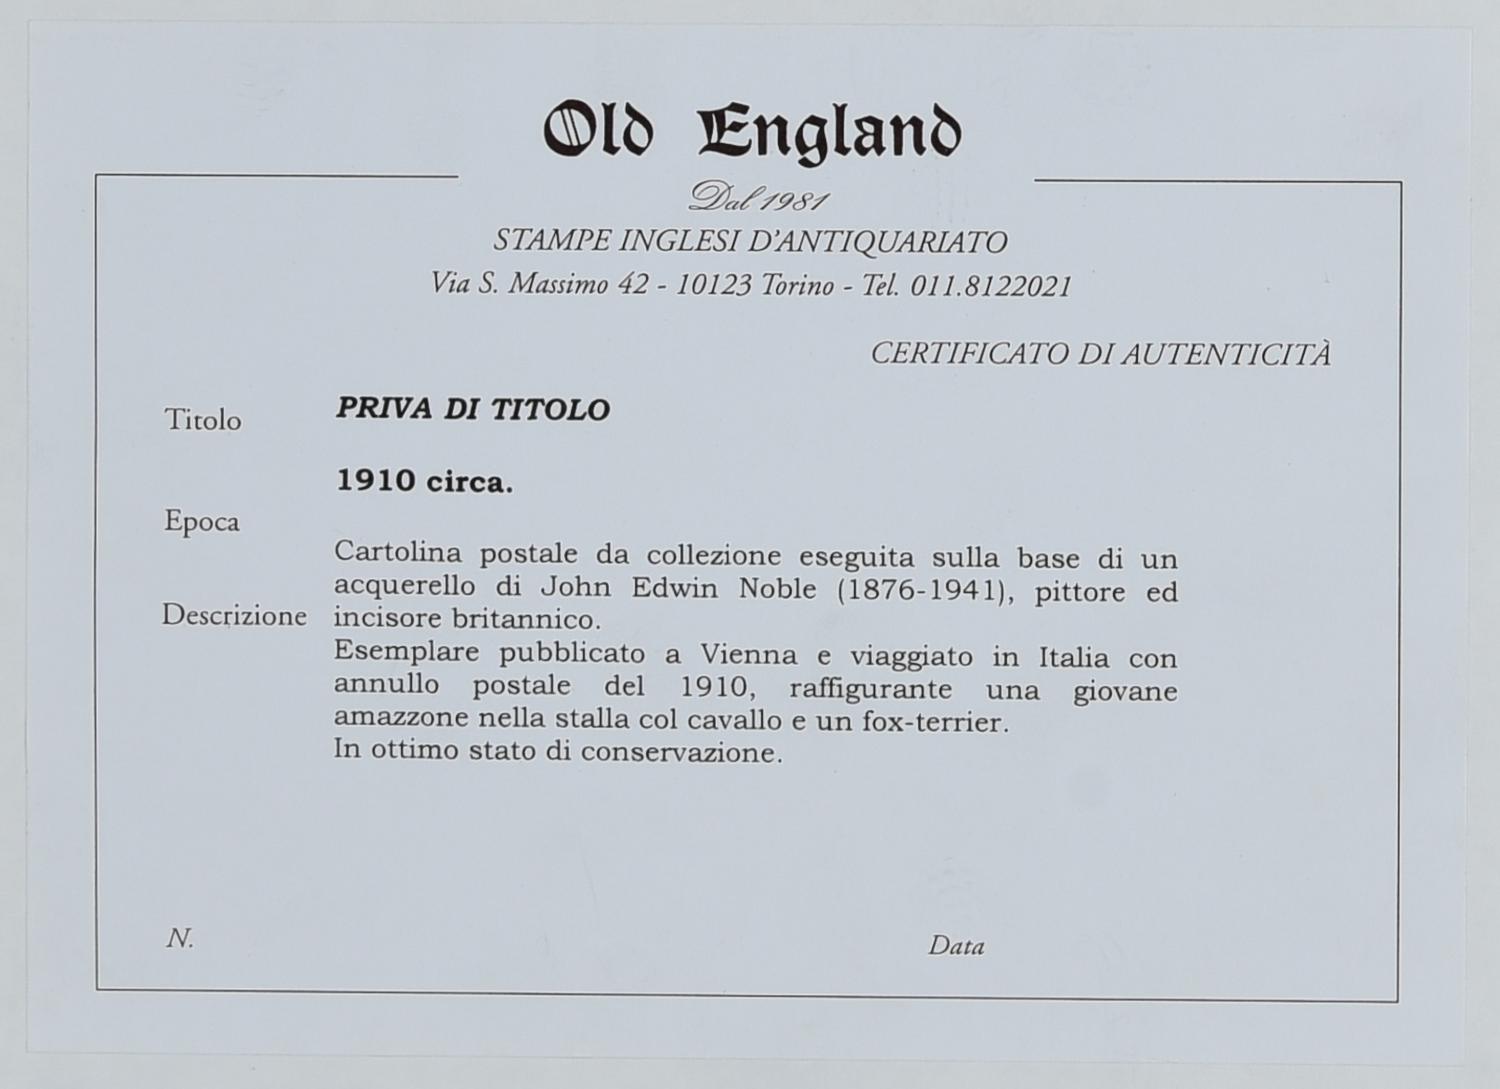 Old England
Dal 1981
STAMPE INGLESI D'ANTIQUARIATO
Via S. Massimo 42 - 10123 Torino - Tel. 011.8122021
CERTIFICATO DI AUTENTICITÀ
Titolo PRIVA DI TITOLO
1910 circa.
Epoca
Cartolina postale da collezione eseguita sulla base di un
acquerello di John Edwin Noble (1876-1941), pittore ed
Descrizione incisore britannico.
Esemplare pubblicato a Vienna e viaggiato in Italia con
annullo postale del 1910, raffigurante una giovane
amazzone nella stalla col cavallo e un fox-terrier.
In ottimo stato di conservazione.
N. Data